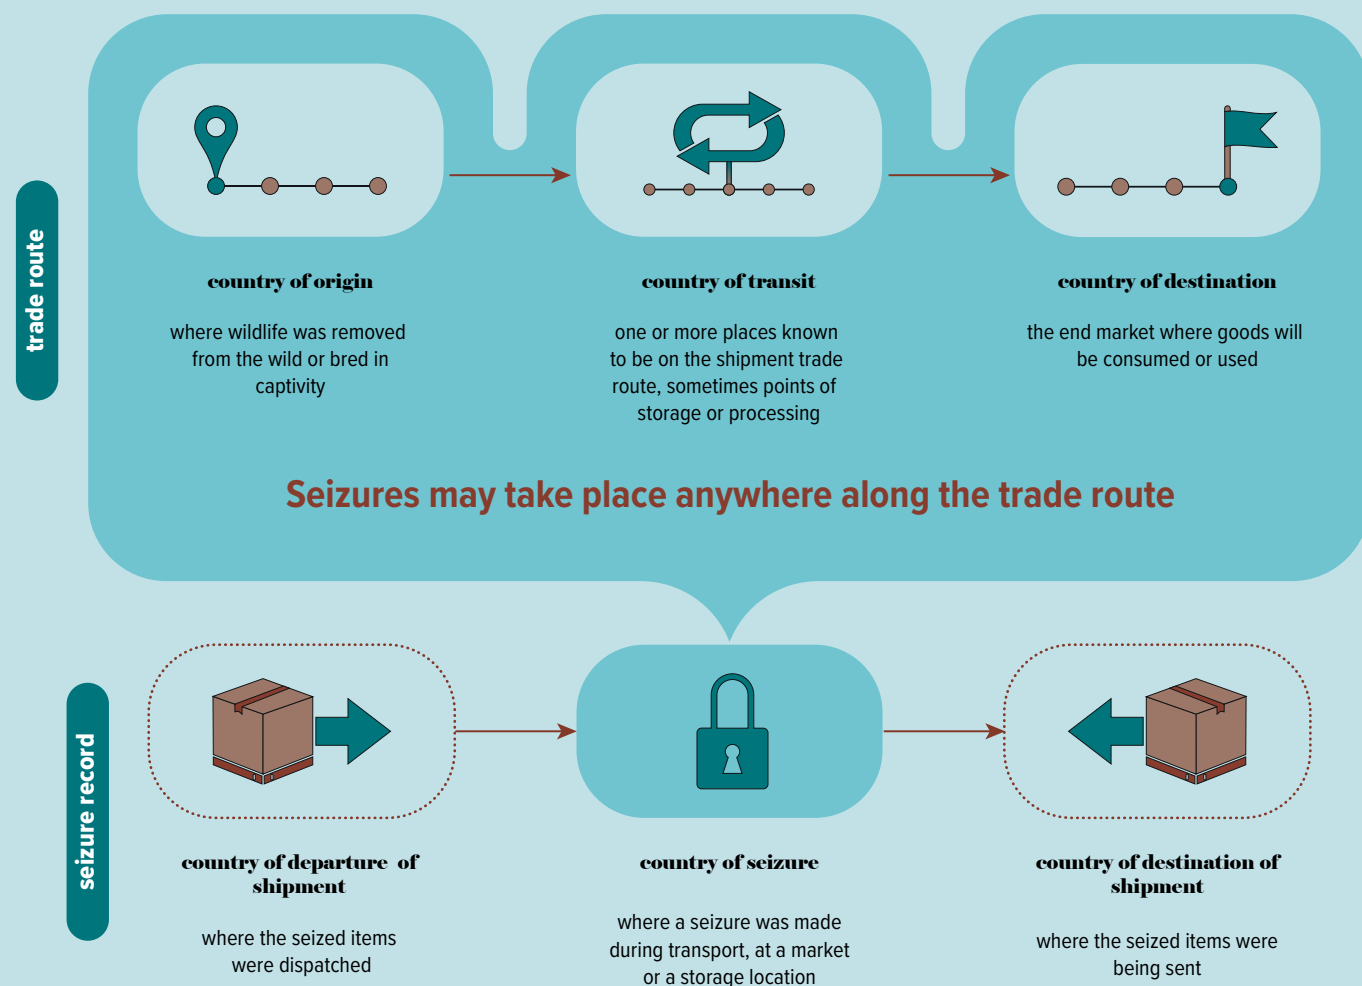 trade route
country of origin
where wildlife was removed
from the wild or bred in
captivity
country of transit
one or more places known
to be on the shipment trade
route, sometimes points of
storage or processing
country of destination
the end market where goods will
be consumed or used
Seizures may take place anywhere along the trade route
seizure record
country of departure of
shipment
where the seized items
were dispatched
country of seizure
where a seizure was made
during transport, at a market
or a storage location
country of destination of
shipment
where the seized items were
being sent